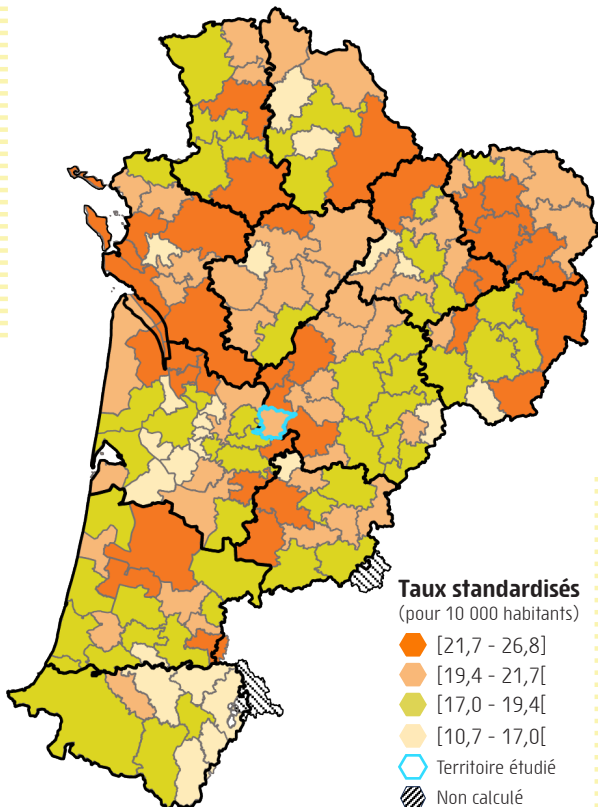 Taux standardisés
(pour 10 000 habitants)
[21,7 - 26,8]
[19,4 - 21,7[
[17,0 - 19,4[
[10,7 - 17,0[
Territoire étudié
Non calculé